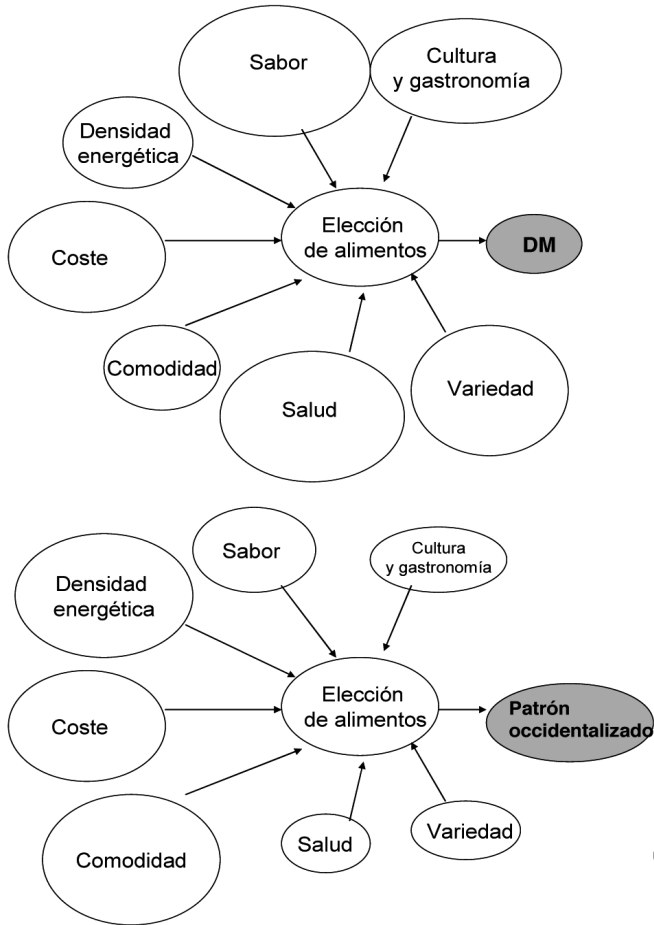 Sabor
Cultura
y gastronomía
Densidad
energética
Elección
de alimentos
DM
Coste
Comodidad
Salud
Variedad
Sabor
Cultura
y gastronomía
Densidad
energética
Elección
de alimentos
Patrón
occidentalizado
Coste
Comodidad
Salud
Variedad